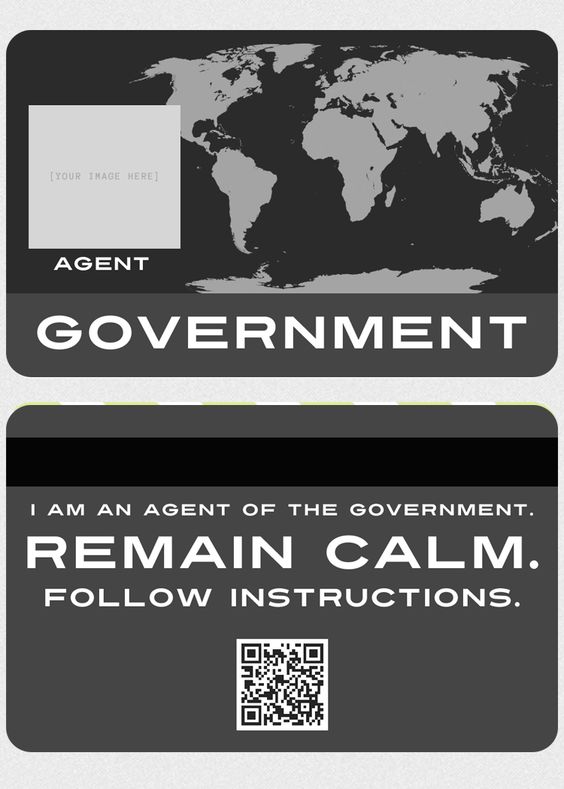 [YOUR IMAGE HERE]
AGENT
GOVERNMENT
I AM AN AGENT OF THE GOVERNMENT.
REMAIN CALM.
FOLLOW INSTRUCTIONS.